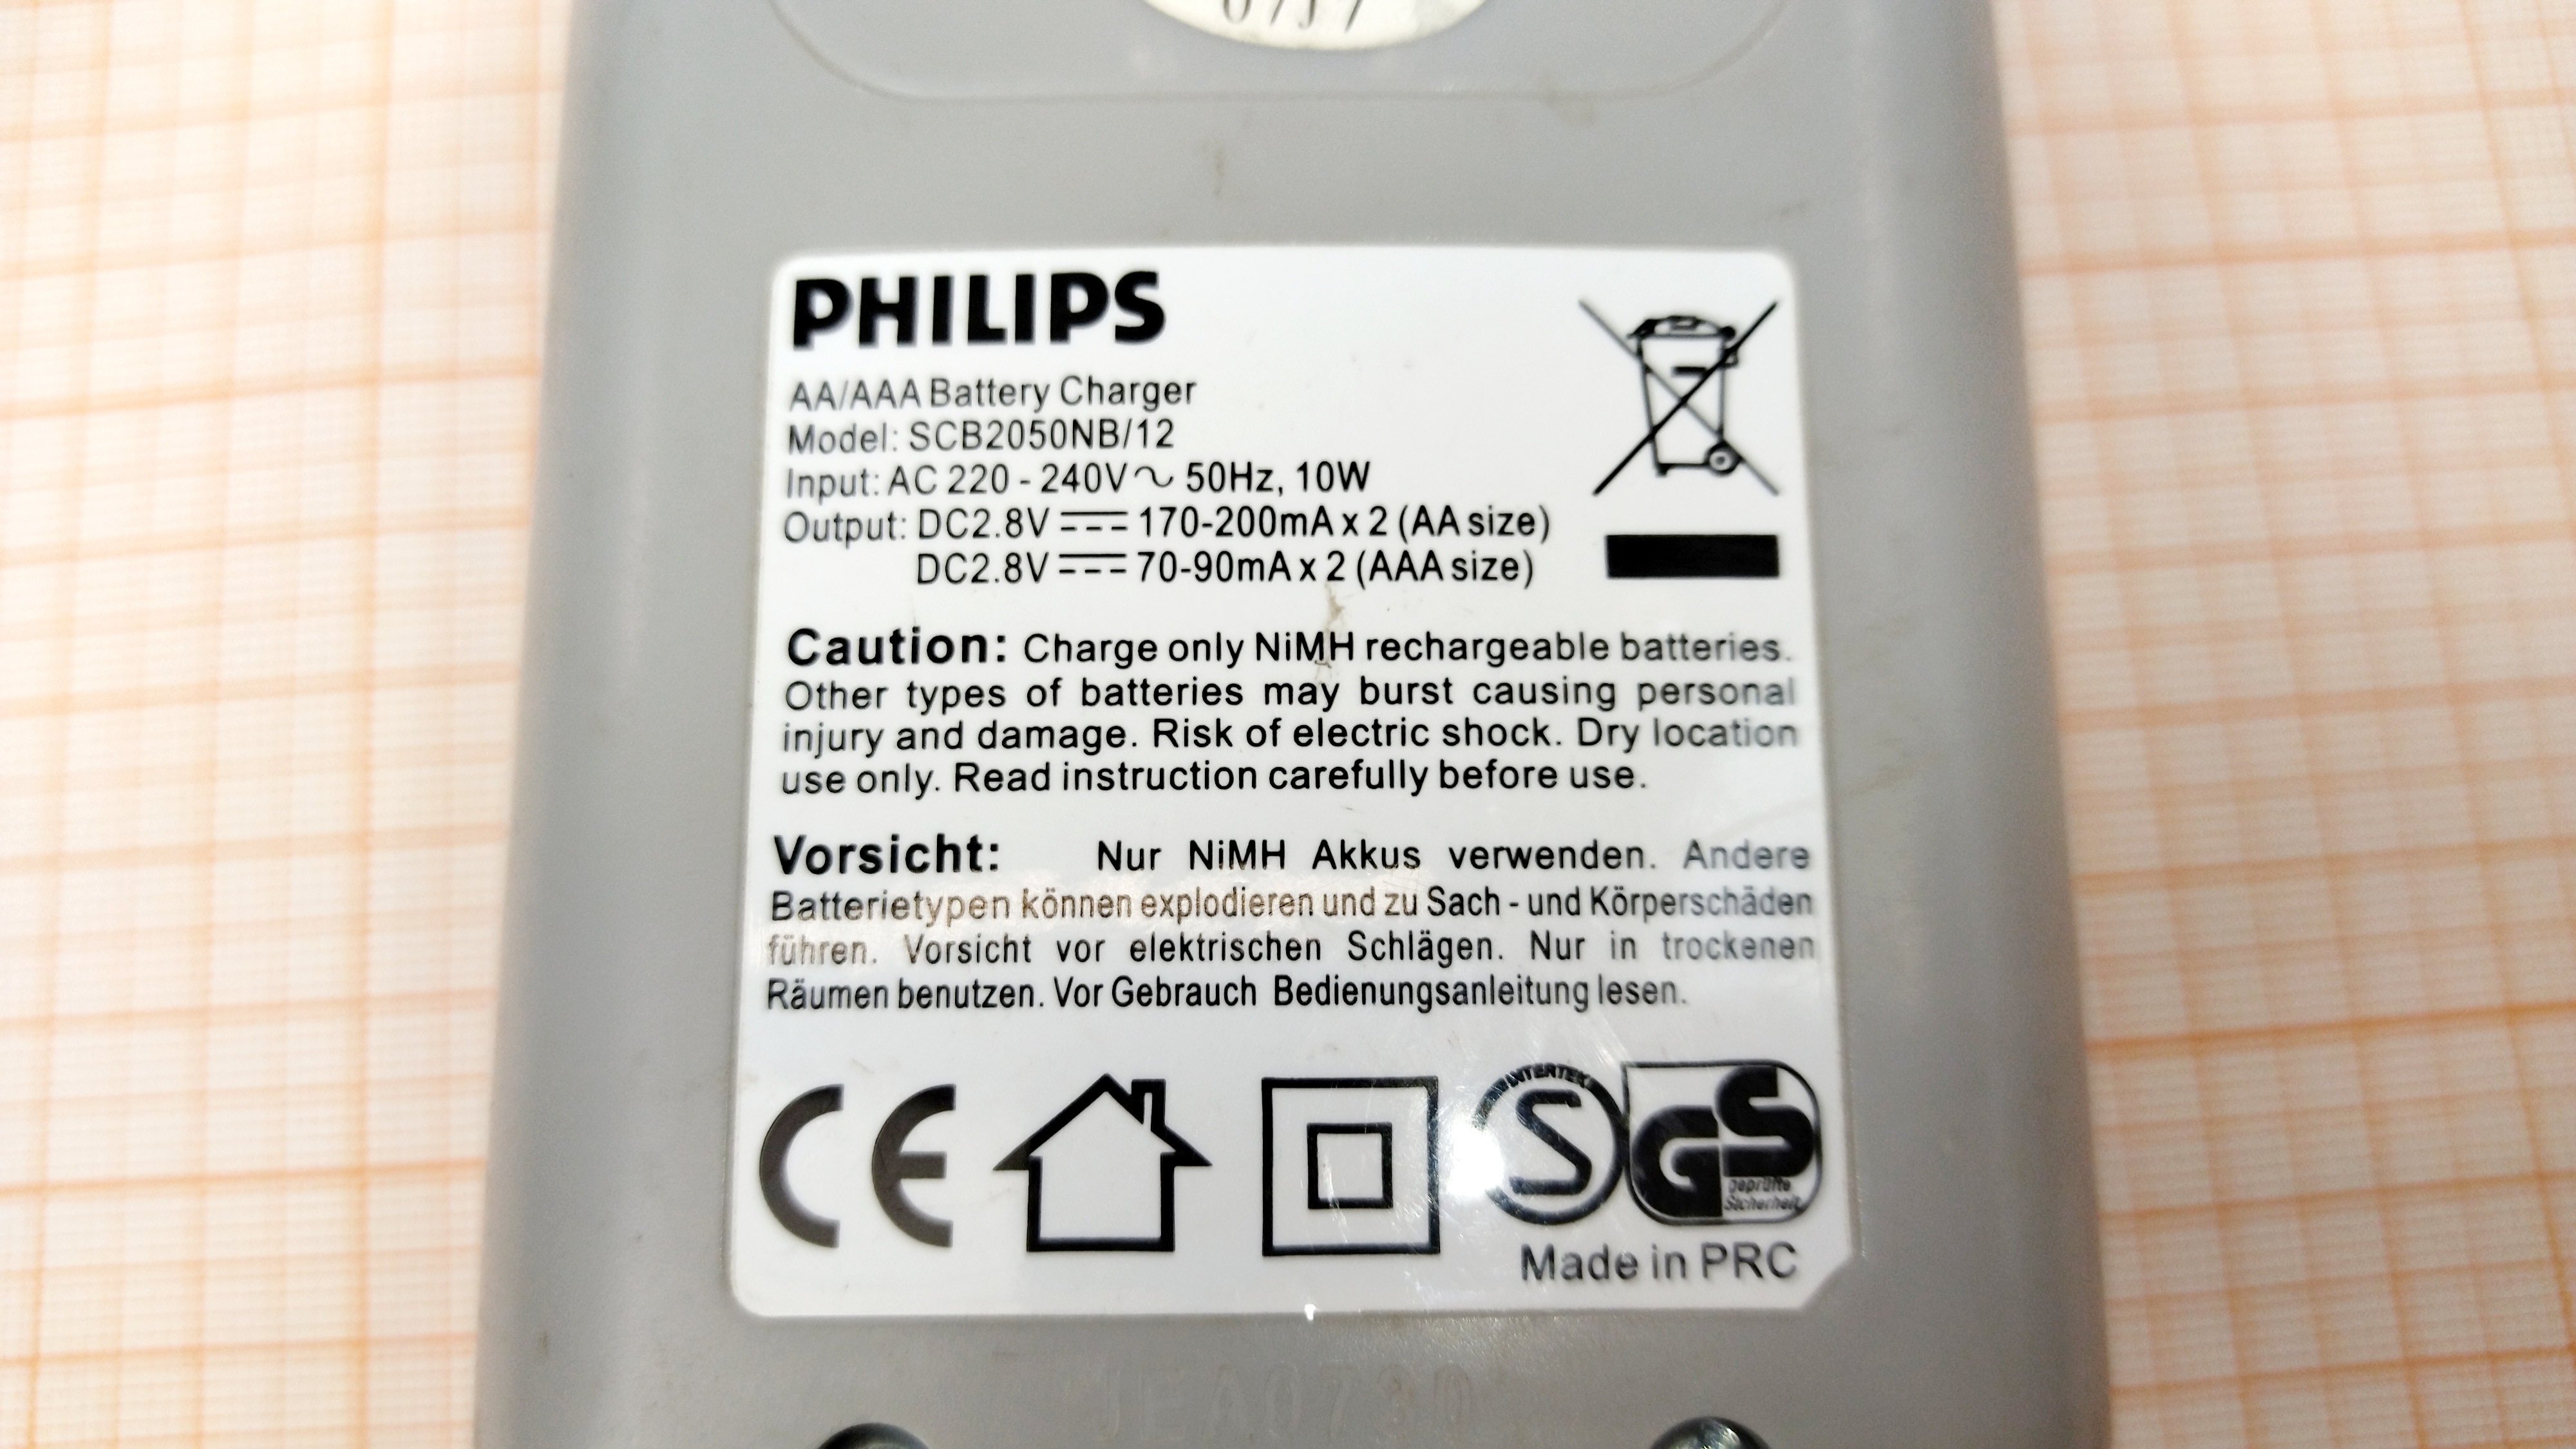 PHILIPS
AA/AAA Battery Charger
Model: SCB2050NB/12
Input: AC 220 - 240V~ 50Hz, 10W
Output: DC2.8V ⎓ 170-200mA x 2 (AA size)
DC2.8V ⎓ 70-90mA x 2 (AAA size)
Caution: Charge only NiMH rechargeable batteries.
Other types of batteries may burst causing personal
injury and damage. Risk of electric shock. Dry location
use only. Read instruction carefully before use.
Vorsicht: Nur NiMH Akkus verwenden. Andere
Batterietypen können explodieren und zu Sach - und Körperschäden
führen. Vorsicht vor elektrischen Schlägen. Nur in trockenen
Räumen benutzen. Vor Gebrauch Bedienungsanleitung lesen.
CE
INTERTEK
S
GS
geprüfte
Sicherheit
Made in PRC
JEA0730